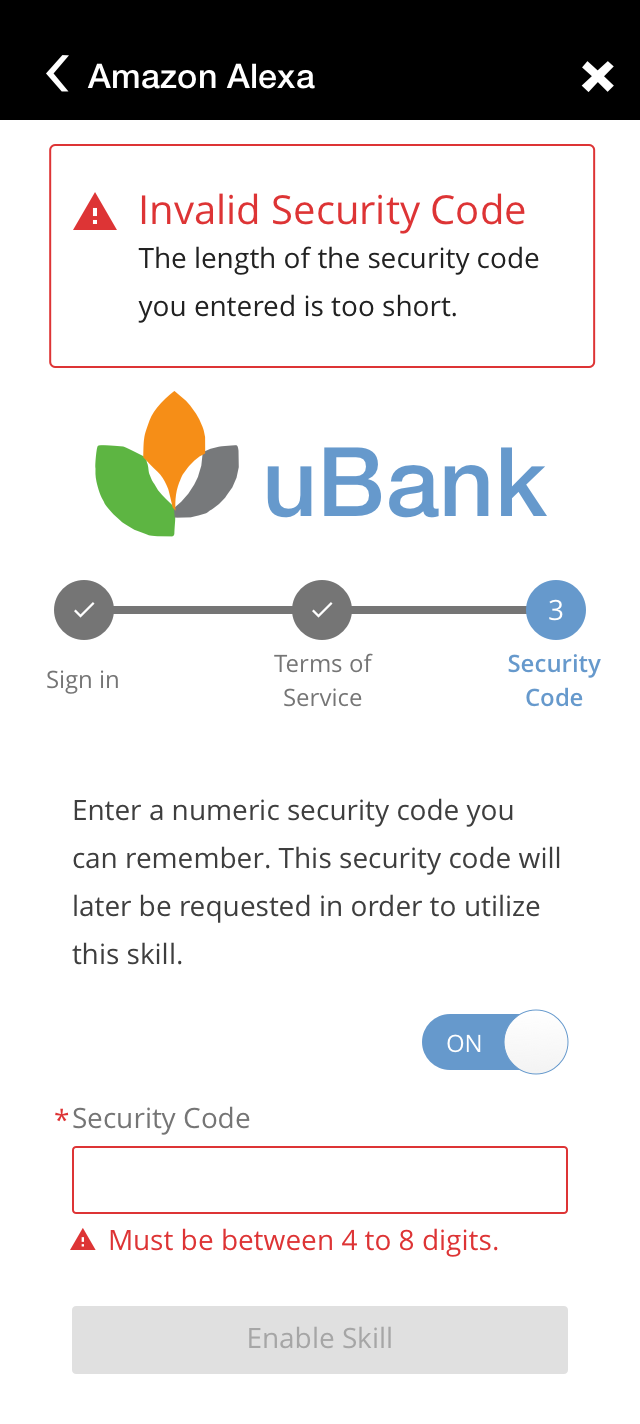 Amazon Alexa
Invalid Security Code
The length of the security code
you entered is too short.
uBank
3
Sign in
Terms of
Service
Security
Code
Enter a numeric security code you
can remember. This security code will
later be requested in order to utilize
this skill.
ON
*Security Code
Must be between 4 to 8 digits.
Enable Skill